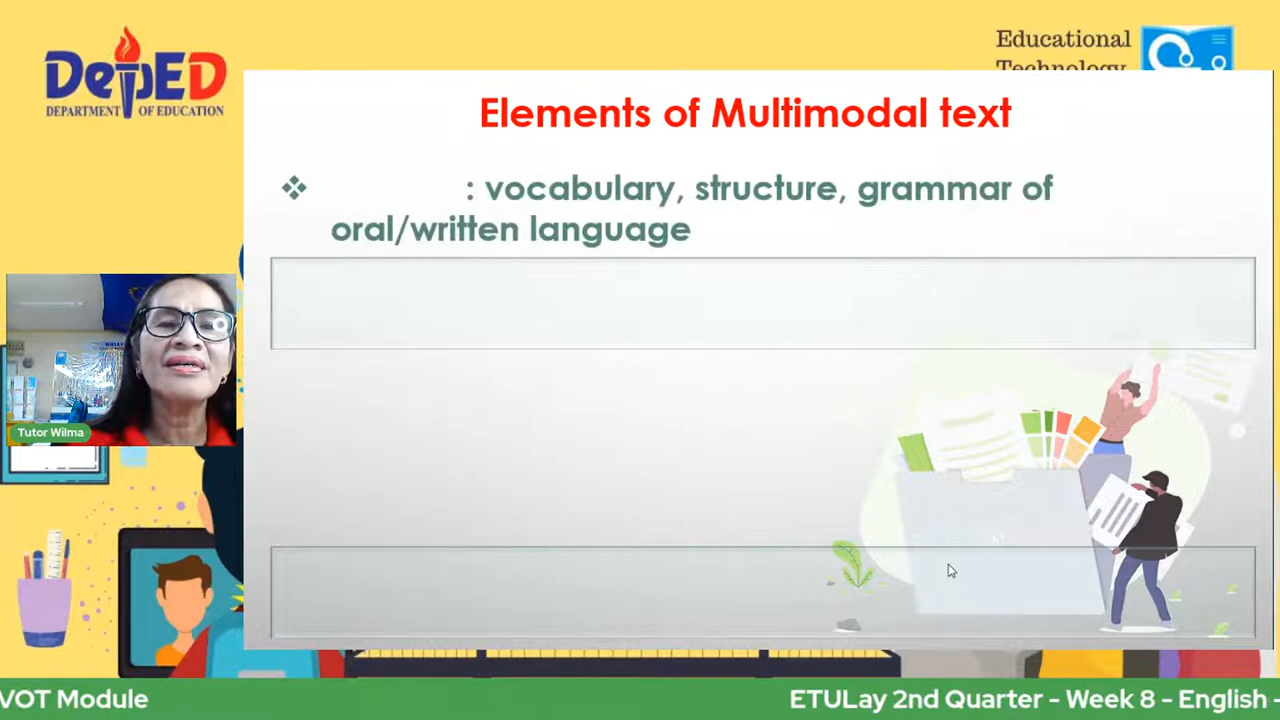 DepED
DEPARTMENT OF EDUCATION
Educational
Technology
Elements of Multimodal text
❖ : vocabulary, structure, grammar of
oral/written language
Tutor Wilma
VOT Module
ETULay 2nd Quarter - Week 8 - English -